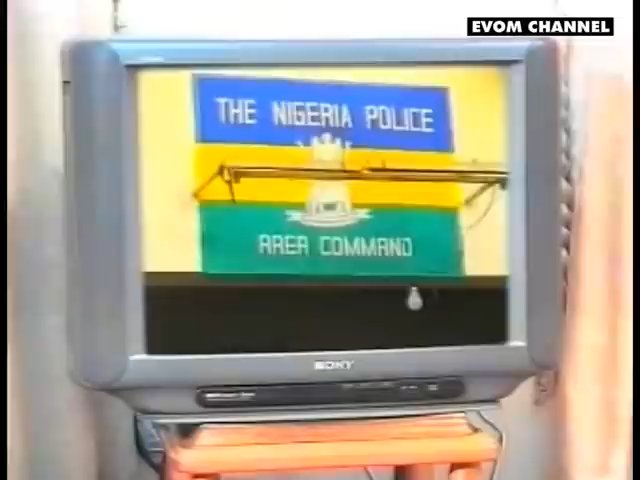 EVOM CHANNEL
THE NIGERIA POLICE
AREA COMMAND
SONY